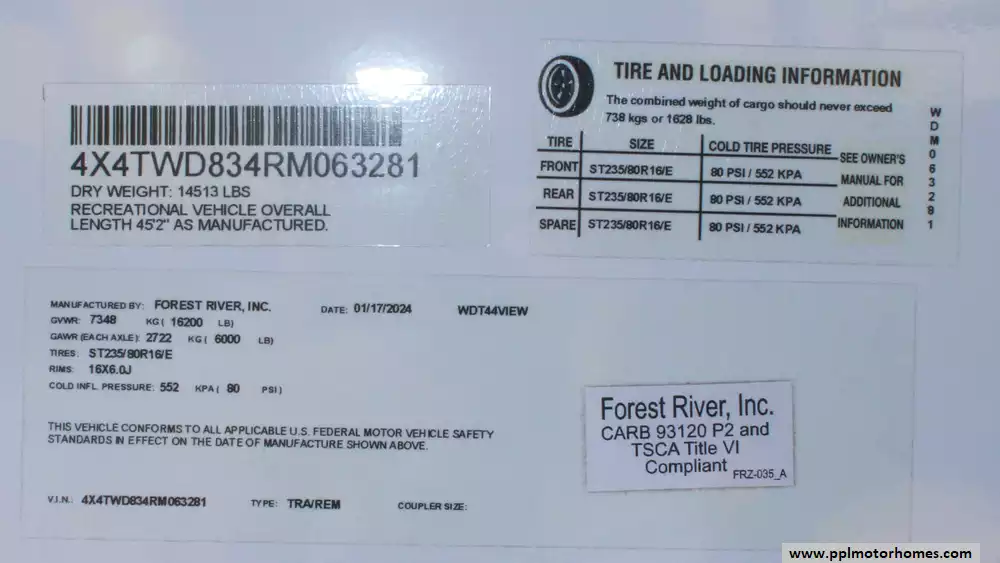 4X4TWD834RM063281
DRY WEIGHT: 14513 LBS
RECREATIONAL VEHICLE OVERALL
LENGTH 45'2" AS MANUFACTURED.
TIRE AND LOADING INFORMATION
The combined weight of cargo should never exceed
738 kgs or 1628 lbs.
TIRE SIZE COLD TIRE PRESSURE
FRONT ST235/80R16/E 80 PSI / 552 KPA
REAR ST235/80R16/E 80 PSI / 552 KPA
SPARE ST235/80R16/E 80 PSI / 552 KPA
SEE OWNER'S
MANUAL FOR
ADDITIONAL
INFORMATION
WDM063281
MANUFACTURED BY: FOREST RIVER, INC. DATE: 01/17/2024 WDT44VIEW
GVWR: 7348 KG ( 16200 LB)
GAWR (EACH AXLE): 2722 KG ( 6000 LB)
TIRES: ST235/80R16/E
RIMS: 16X6.0J
COLD INFL. PRESSURE: 552 KPA ( 80 PSI)
THIS VEHICLE CONFORMS TO ALL APPLICABLE U.S. FEDERAL MOTOR VEHICLE SAFETY
STANDARDS IN EFFECT ON THE DATE OF MANUFACTURE SHOWN ABOVE.
V.I.N.: 4X4TWD834RM063281 TYPE: TRA/REM COUPLER SIZE:
Forest River, Inc.
CARB 93120 P2 and
TSCA Title VI
Compliant FRZ-035_A
www.pplmotorhomes.com